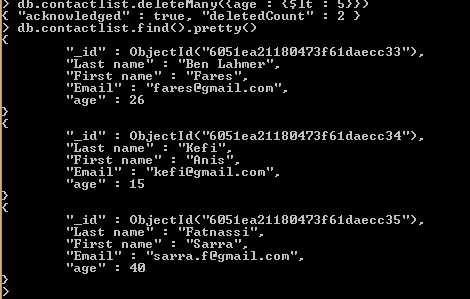 > db.contactlist.deleteMany({age : {$lt : 5}})
{ "acknowledged" : true, "deletedCount" : 2 }
> db.contactlist.find().pretty()
{
"_id" : ObjectId("6051ea21180473f61daecc33"),
"Last name" : "Ben Lahmer",
"First name" : "Fares",
"Email" : "fares@gmail.com",
"age" : 26
}
{
"_id" : ObjectId("6051ea21180473f61daecc34"),
"Last name" : "Kefi",
"First name" : "Anis",
"Email" : "kefi@gmail.com",
"age" : 15
}
{
"_id" : ObjectId("6051ea21180473f61daecc35"),
"Last name" : "Fatnassi",
"First name" : "Sarra",
"Email" : "sarra.f@gmail.com",
"age" : 40
}
>